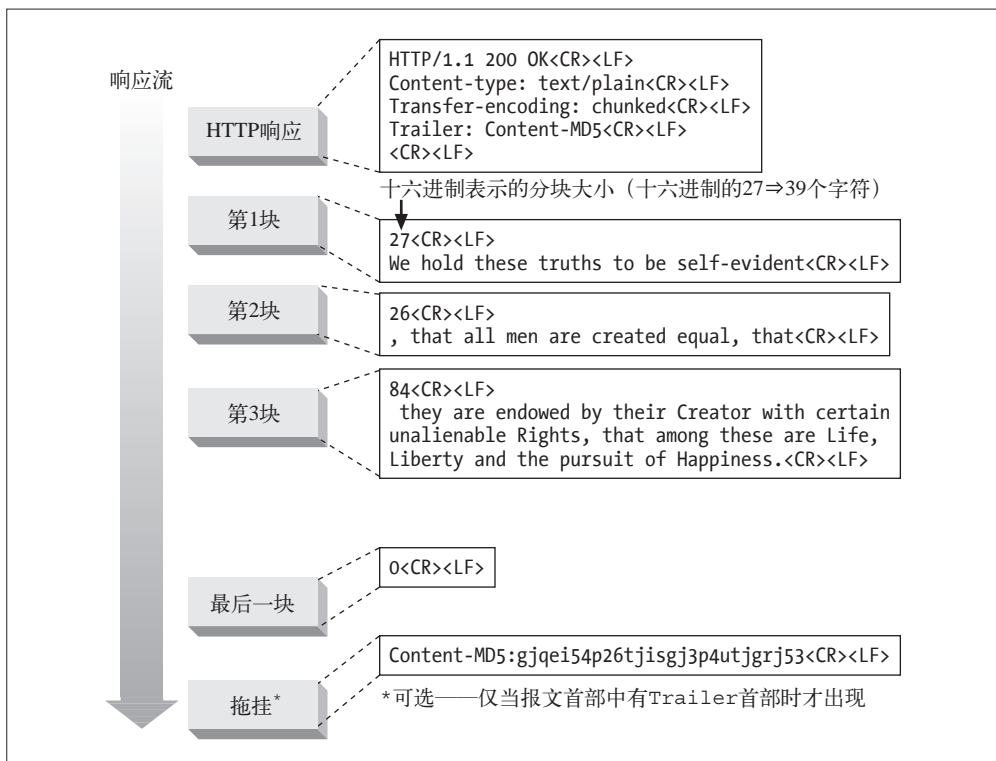 响应流
HTTP响应
HTTP/1.1 200 OK<CR><LF>
Content-type: text/plain<CR><LF>
Transfer-encoding: chunked<CR><LF>
Trailer: Content-MD5<CR><LF>
<CR><LF>
十六进制表示的分块大小（十六进制的27⇒39个字符）
第1块
27<CR><LF>
We hold these truths to be self-evident<CR><LF>
第2块
26<CR><LF>
, that all men are created equal, that<CR><LF>
第3块
84<CR><LF>
they are endowed by their Creator with certain
unalienable Rights, that among these are Life,
Liberty and the pursuit of Happiness.<CR><LF>
最后一块
0<CR><LF>
拖挂*
Content-MD5:gjqei54p26tjisgj3p4utjgrj53<CR><LF>
*可选——仅当报文首部中有Trailer首部时才出现